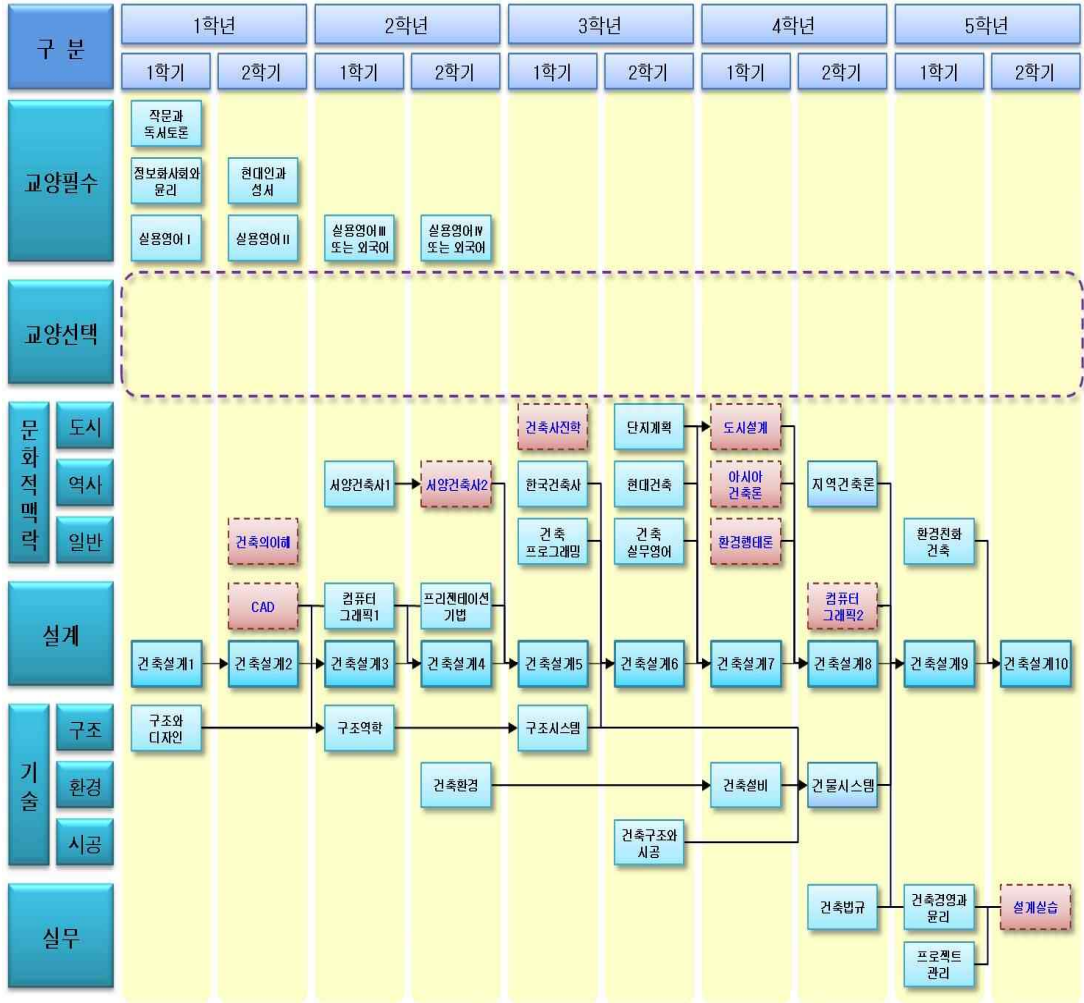 구 분
1학년
2학년
3학년
4학년
5학년
1학기
2학기
1학기
2학기
1학기
2학기
1학기
2학기
1학기
2학기
교양필수
작문과
독서토론
정보화사회와
윤리
현대인과
성서
실용영어Ⅰ
실용영어Ⅱ
실용영어Ⅲ
또는 외국어
실용영어Ⅳ
또는 외국어
교양선택
문화적맥락
도시
건축사진학
단지계획
도시설계
역사
서양건축사1
서양건축사2
한국건축사
현대건축
아시아
건축론
지역건축론
일반
건축의이해
건축
프로그래밍
건축
실무영어
환경행태론
환경친화
건축
설계
CAD
컴퓨터
그래픽1
프리젠테이션
기법
컴퓨터
그래픽2
건축설계1
건축설계2
건축설계3
건축설계4
건축설계5
건축설계6
건축설계7
건축설계8
건축설계9
건축설계10
기술
구조
구조와
디자인
구조역학
구조시스템
환경
건축환경
건축설비
건물시스템
시공
건축구조와
시공
실무
건축법규
건축경영과
윤리
설계실습
프로젝트
관리